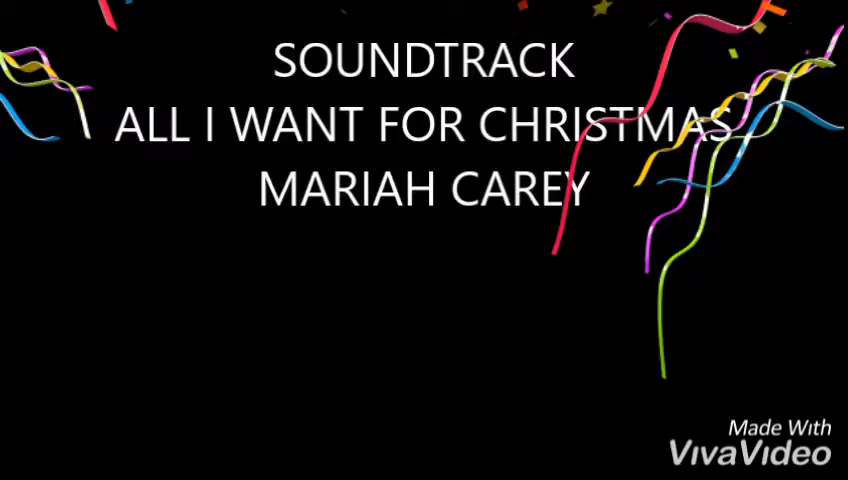 SOUNDTRACK
ALL I WANT FOR CHRISTMAS
MARIAH CAREY
Made With
VivaVideo